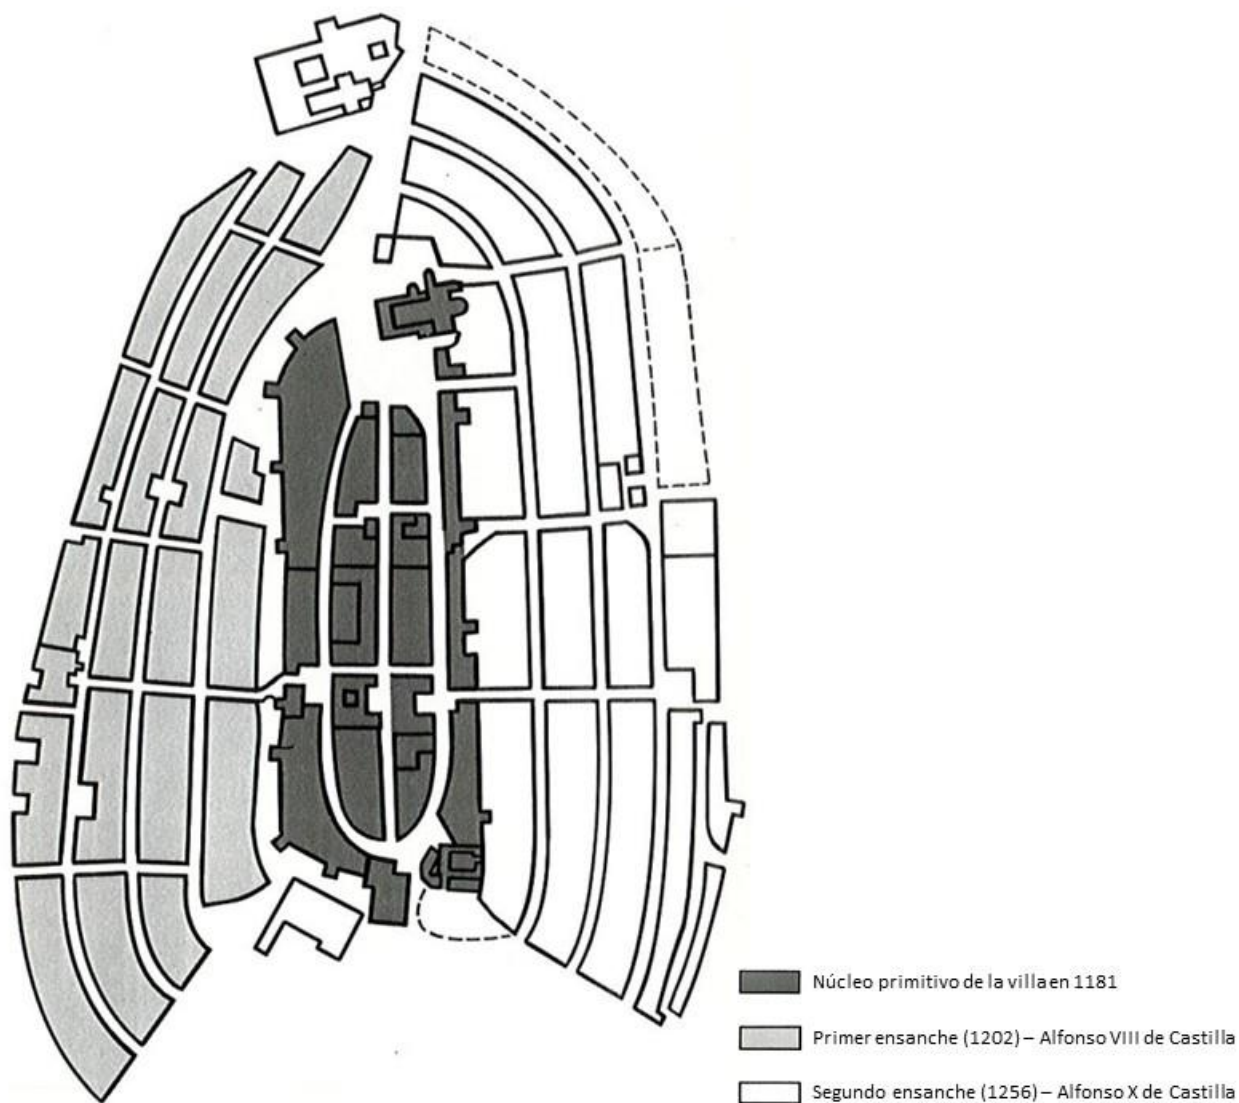 Núcleo primitivo de la villa en 1181
Primer ensanche (1202) – Alfonso VIII de Castilla
Segundo ensanche (1256) – Alfonso X de Castilla